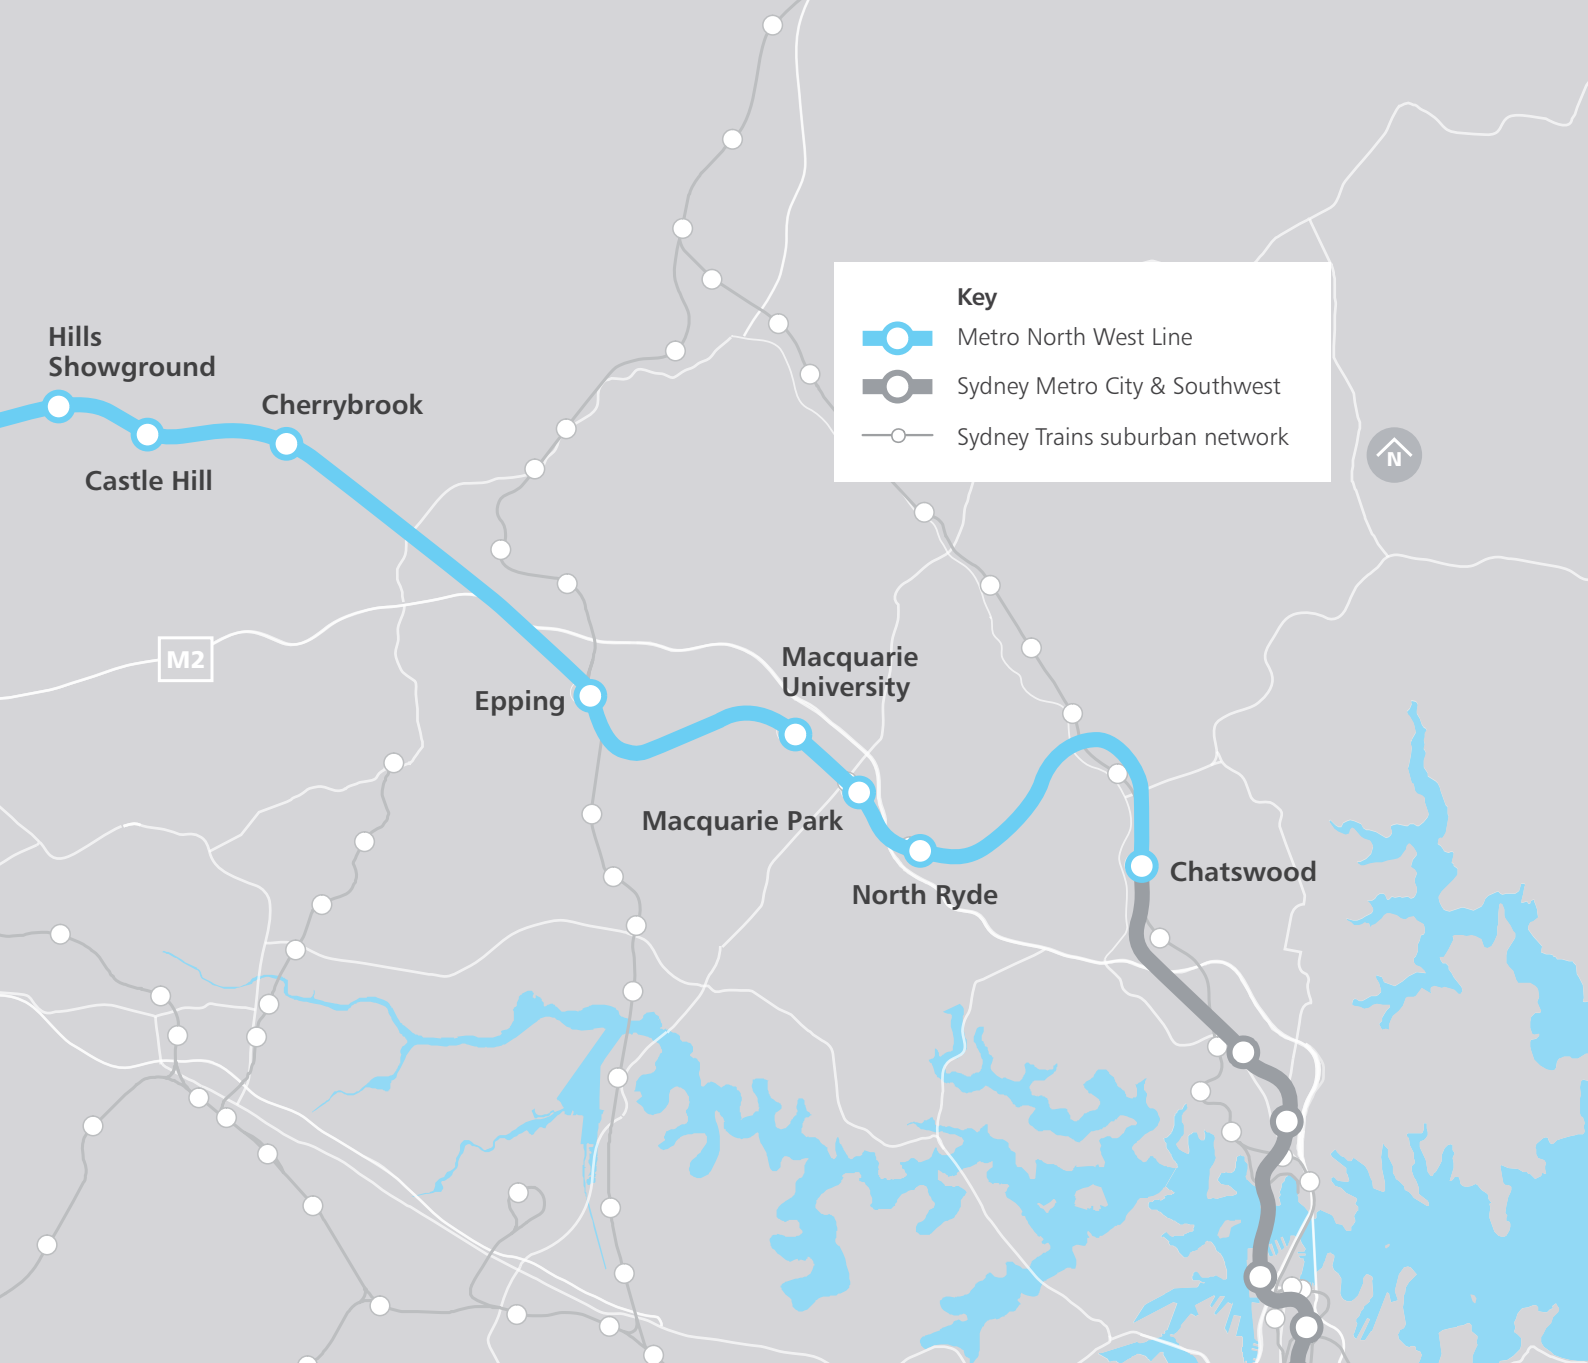 Key
Metro North West Line
Sydney Metro City & Southwest
Sydney Trains suburban network
N
Hills
Showground
Cherrybrook
Castle Hill
M2
Epping
Macquarie
University
Macquarie Park
North Ryde
Chatswood